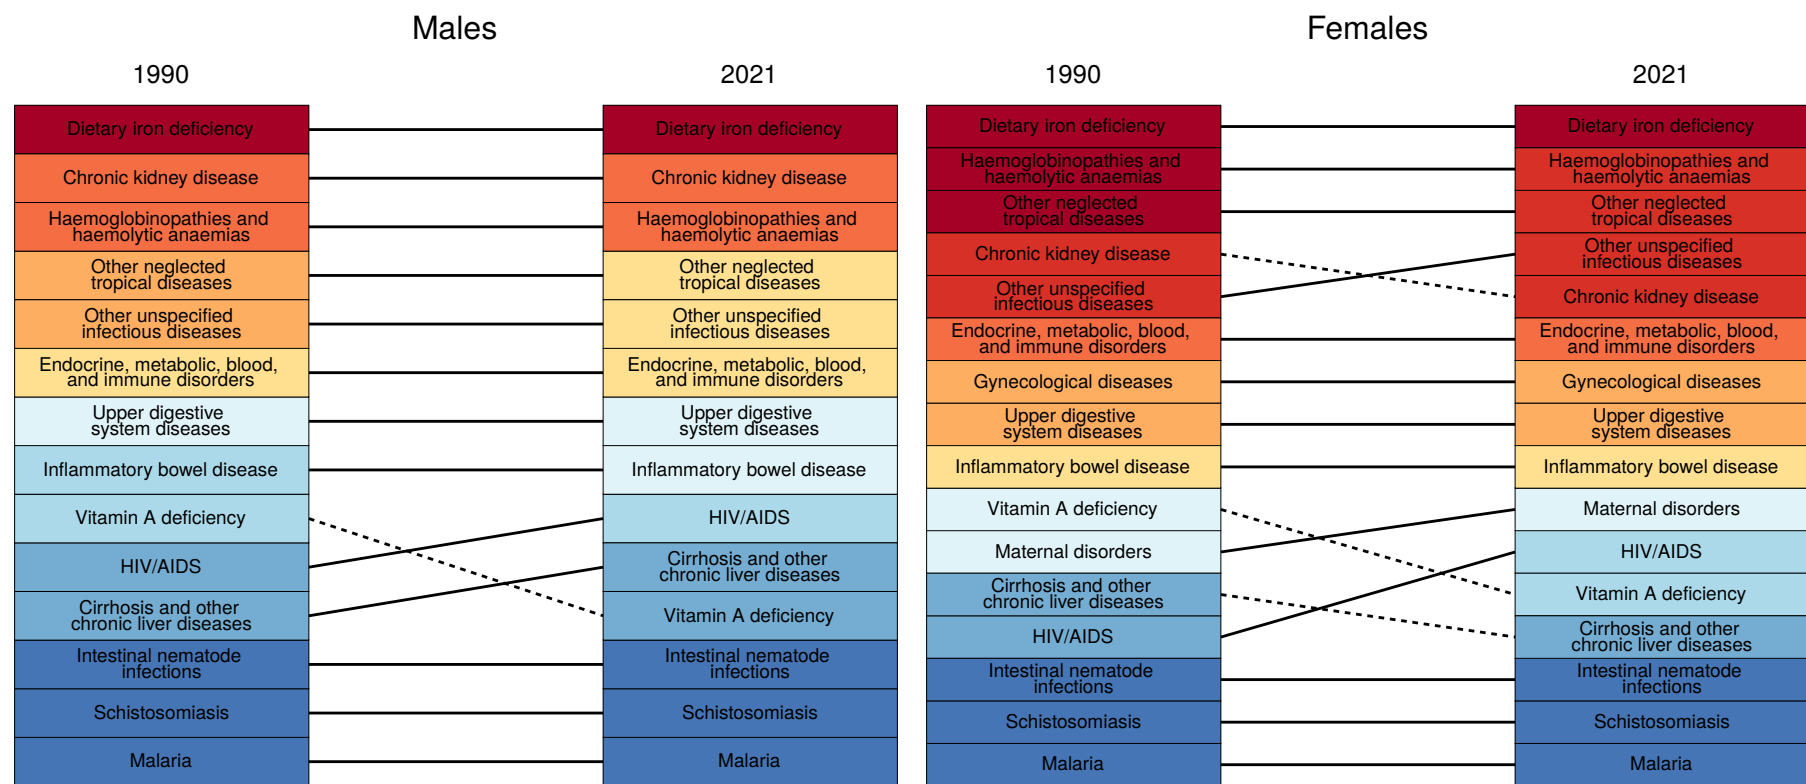 Males
1990
2021
Dietary iron deficiency
Chronic kidney disease
Haemoglobinopathies and
haemolytic anaemias
Other neglected
tropical diseases
Other unspecified
infectious diseases
Endocrine, metabolic, blood,
and immune disorders
Upper digestive
system diseases
Inflammatory bowel disease
Vitamin A deficiency
HIV/AIDS
Cirrhosis and other
chronic liver diseases
Intestinal nematode
infections
Schistosomiasis
Malaria
Dietary iron deficiency
Chronic kidney disease
Haemoglobinopathies and
haemolytic anaemias
Other neglected
tropical diseases
Other unspecified
infectious diseases
Endocrine, metabolic, blood,
and immune disorders
Upper digestive
system diseases
Inflammatory bowel disease
HIV/AIDS
Cirrhosis and other
chronic liver diseases
Vitamin A deficiency
Intestinal nematode
infections
Schistosomiasis
Malaria
Females
1990
2021
Dietary iron deficiency
Haemoglobinopathies and
haemolytic anaemias
Other neglected
tropical diseases
Chronic kidney disease
Other unspecified
infectious diseases
Endocrine, metabolic, blood,
and immune disorders
Gynecological diseases
Upper digestive
system diseases
Inflammatory bowel disease
Vitamin A deficiency
Maternal disorders
Cirrhosis and other
chronic liver diseases
HIV/AIDS
Intestinal nematode
infections
Schistosomiasis
Malaria
Dietary iron deficiency
Haemoglobinopathies and
haemolytic anaemias
Other neglected
tropical diseases
Other unspecified
infectious diseases
Chronic kidney disease
Endocrine, metabolic, blood,
and immune disorders
Gynecological diseases
Upper digestive
system diseases
Inflammatory bowel disease
Maternal disorders
HIV/AIDS
Vitamin A deficiency
Cirrhosis and other
chronic liver diseases
Intestinal nematode
infections
Schistosomiasis
Malaria